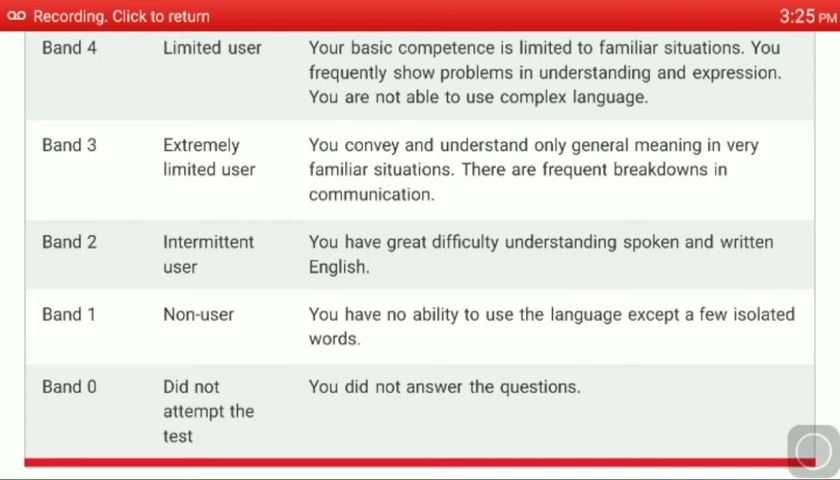 Recording. Click to return
3:25 PM
Band 4 Limited user Your basic competence is limited to familiar situations. You
frequently show problems in understanding and expression.
You are not able to use complex language.
Band 3 Extremely You convey and understand only general meaning in very
limited user familiar situations. There are frequent breakdowns in
communication.
Band 2 Intermittent You have great difficulty understanding spoken and written
user English.
Band 1 Non-user You have no ability to use the language except a few isolated
words.
Band 0 Did not You did not answer the questions.
attempt the
test